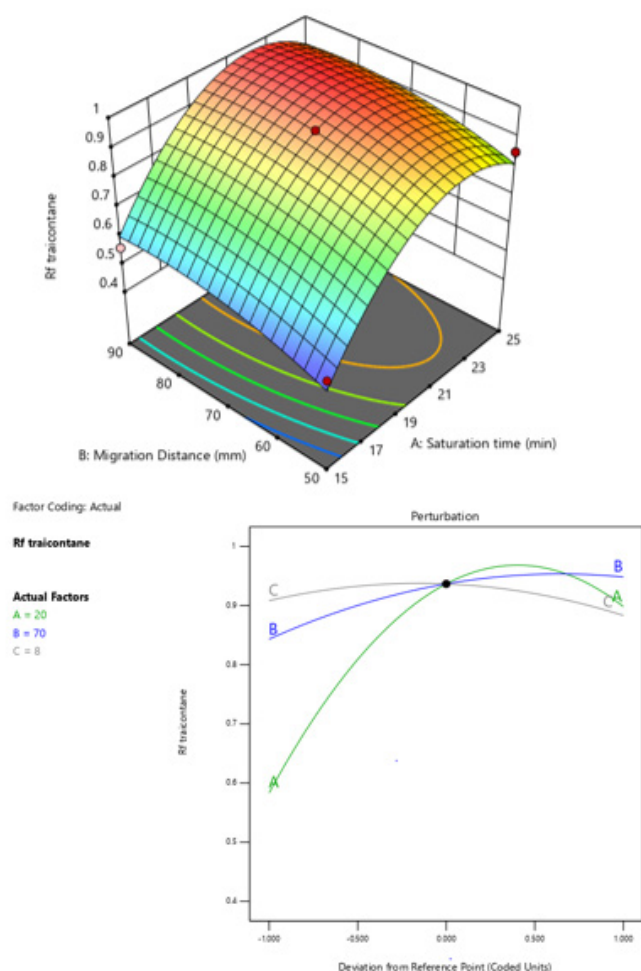 1
0.9
0.8
0.7
0.6
0.5
0.4
Rf traicontane
90
80
70
60
50
15
17
19
21
23
25
B: Migration Distance (mm)
A: Saturation time (min)
Factor Coding: Actual
Rf traicontane
Actual Factors
A = 20
B = 70
C = 8
Perturbation
1
0.9
0.8
0.7
0.6
0.5
0.4
Rf traicontane
C
B
A
B
A
C
-1.000
-0.500
0.000
0.500
1.000
Deviation from Reference Point (Coded Units)